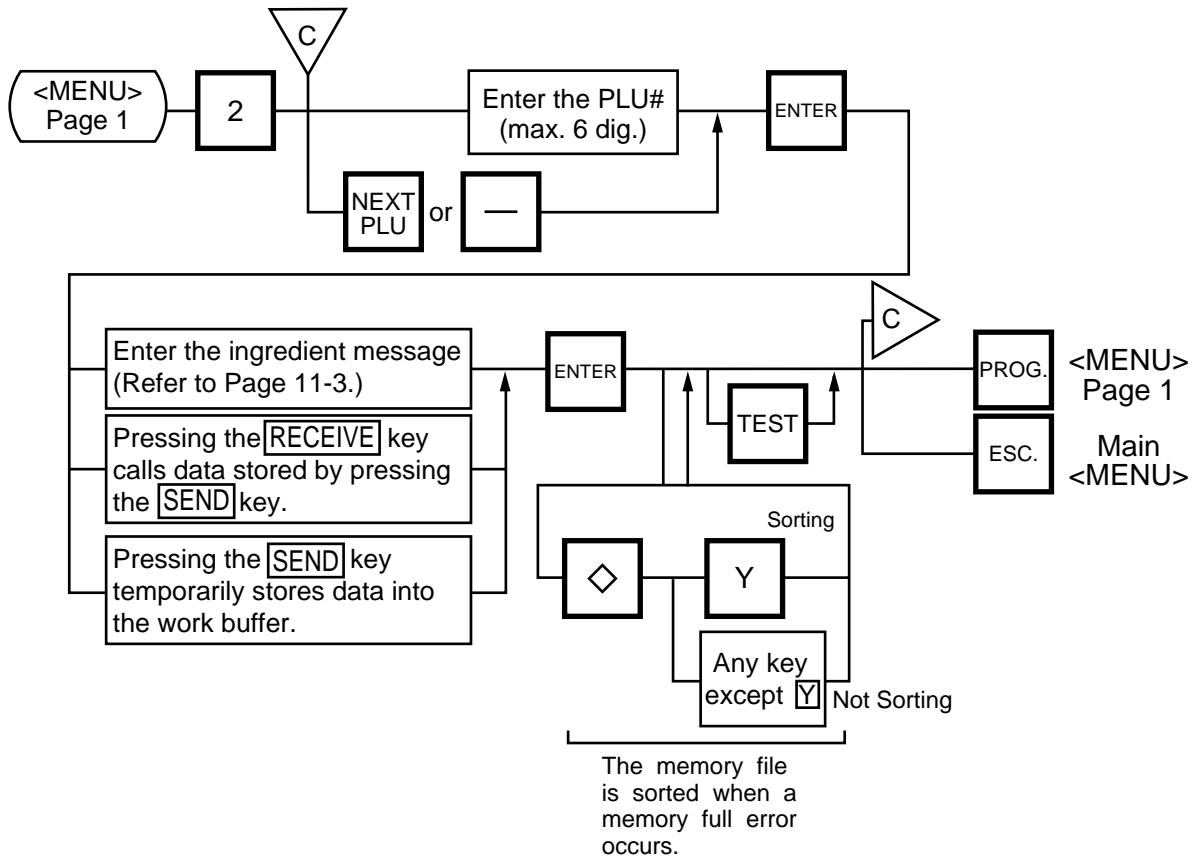 C
<MENU>
Page 1
2
Enter the PLU#
(max. 6 dig.)
ENTER
NEXT
PLU
or
—
C
Enter the ingredient message
(Refer to Page 11-3.)
ENTER
PROG.
<MENU>
Page 1
Pressing the RECEIVE key
calls data stored by pressing
the SEND key.
TEST
ESC.
Main
<MENU>
Sorting
Pressing the SEND key
temporarily stores data into
the work buffer.
◇
Y
Any key
except Y
Not Sorting
The memory file
is sorted when a
memory full error
occurs.